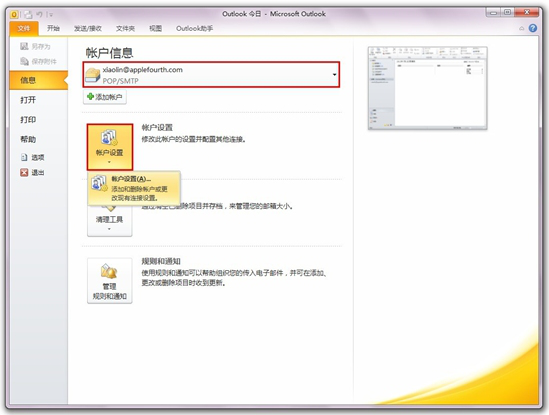 Outlook 今日 - Microsoft Outlook
文件 开始 发送/接收 文件夹 视图 Outlook助手
另存为
保存附件
信息
打开
打印
帮助
选项
退出
帐户信息
xiaolin@applefourth.com
POP/SMTP
添加帐户
帐户设置
帐户设置
修改此帐户的设置并配置其他连接。
帐户设置(A)...
添加和删除帐户或更
改现有连接设置。
清理工具
项目并存档，来管理您的邮箱大小。
管理
规则和通知
规则和通知
使用规则和通知可以帮助组织您的传入电子邮件，并可在添加、
更改或删除项目时收到更新。